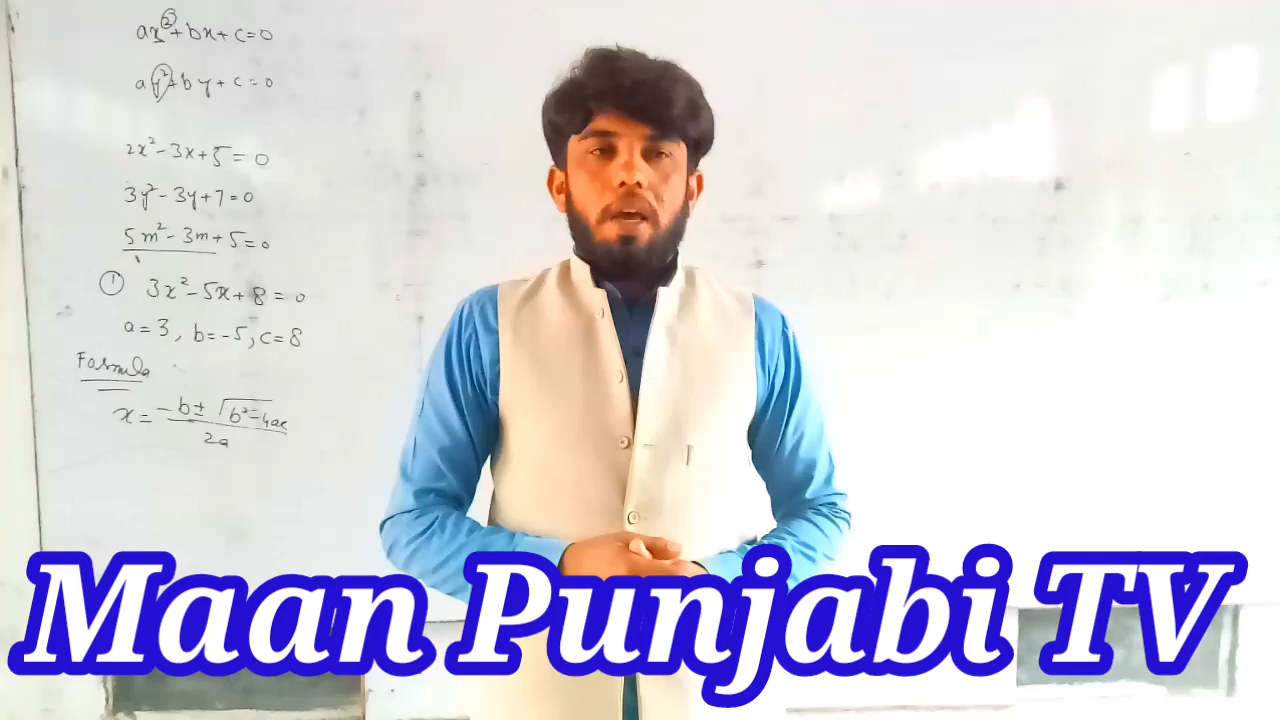 ax²+bx+c=0
ay²+by+c=0
2x²-3x+5=0
3y²-3y+7=0
5m²-3m+5=0
① 3x²-5x+8=0
a=3, b=-5, c=8
Formula
x=-b±√b²-4ac
2a
Maan Punjabi TV